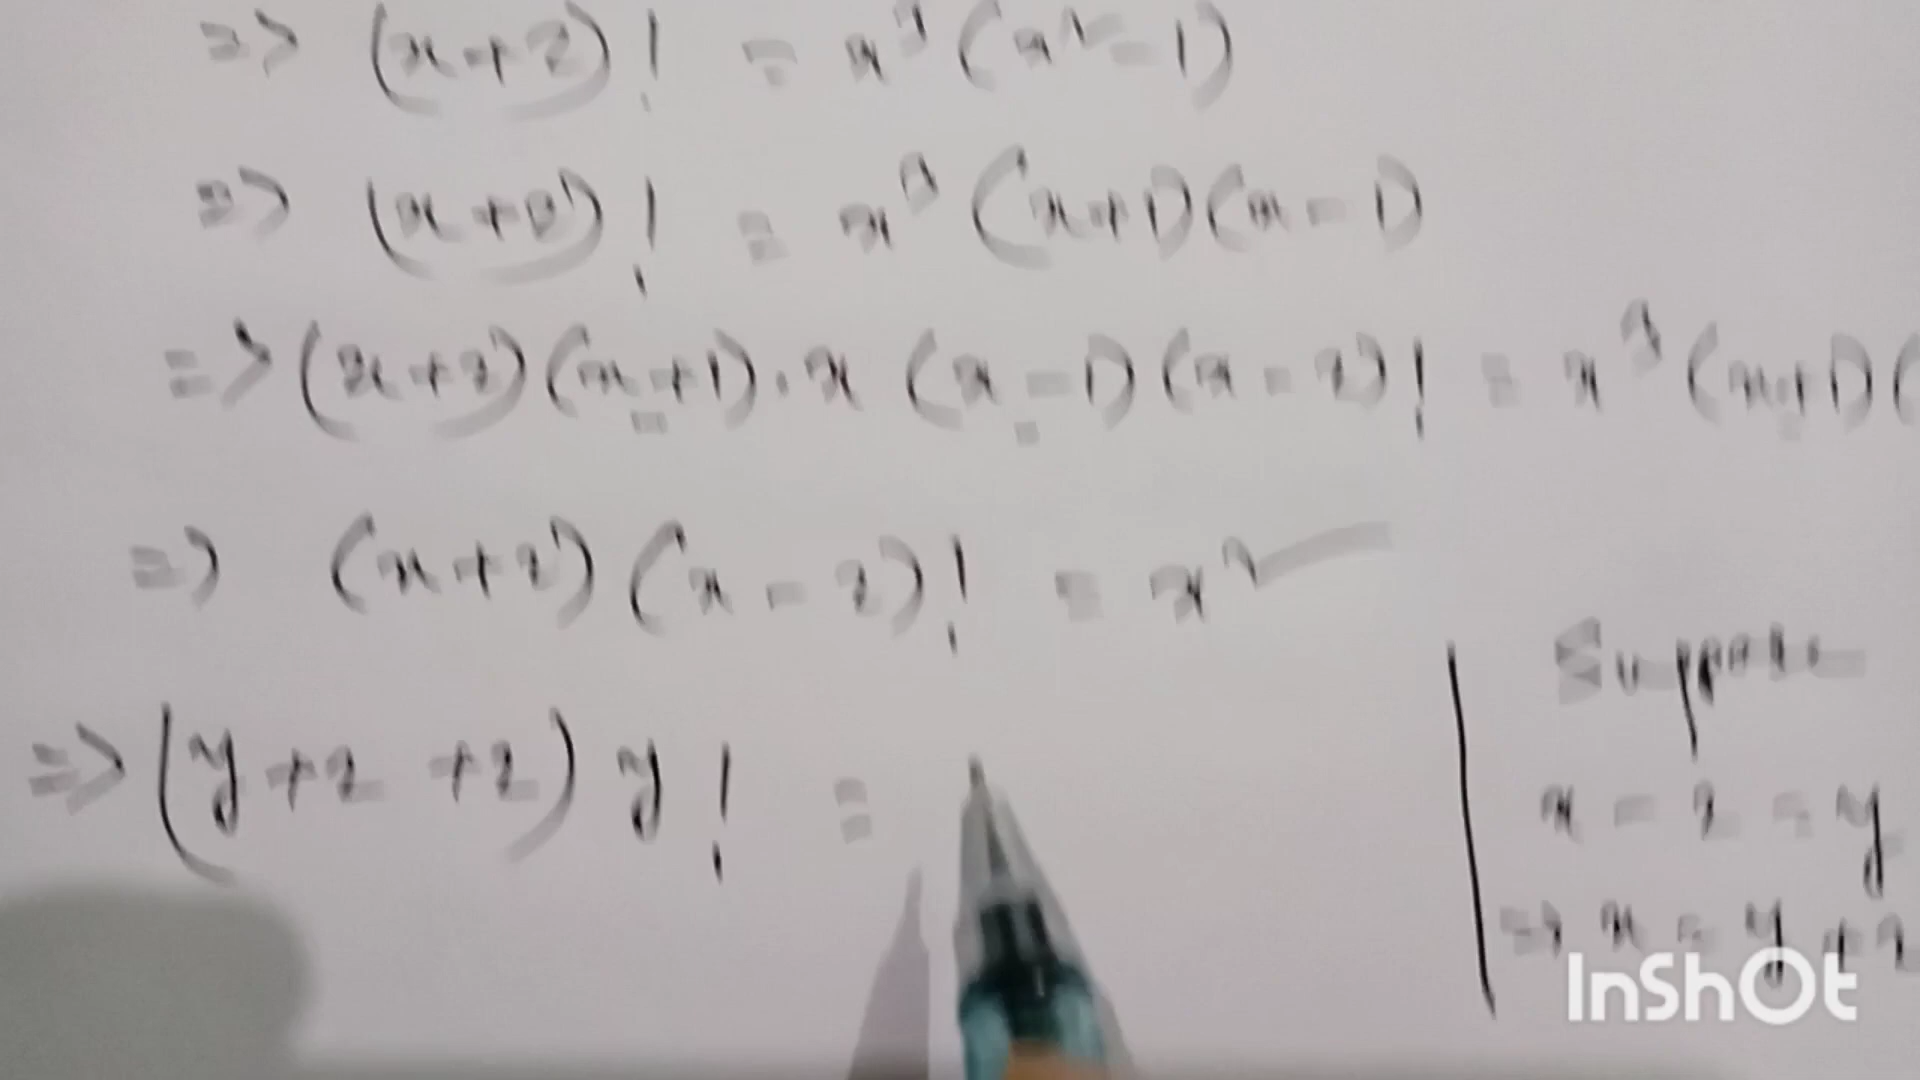 => (x+2)! = x³(x²-1)
=> (x+2)! = x³(x+1)(x-1)
=> (x+2)(x+1).x(x-1)(x-2)! = x³(x+1)(
=> (x+2)(x-2)! = x²
=> (y+2+2)y! =
Suppose
x-2=y
=> x=y+2
InShOt